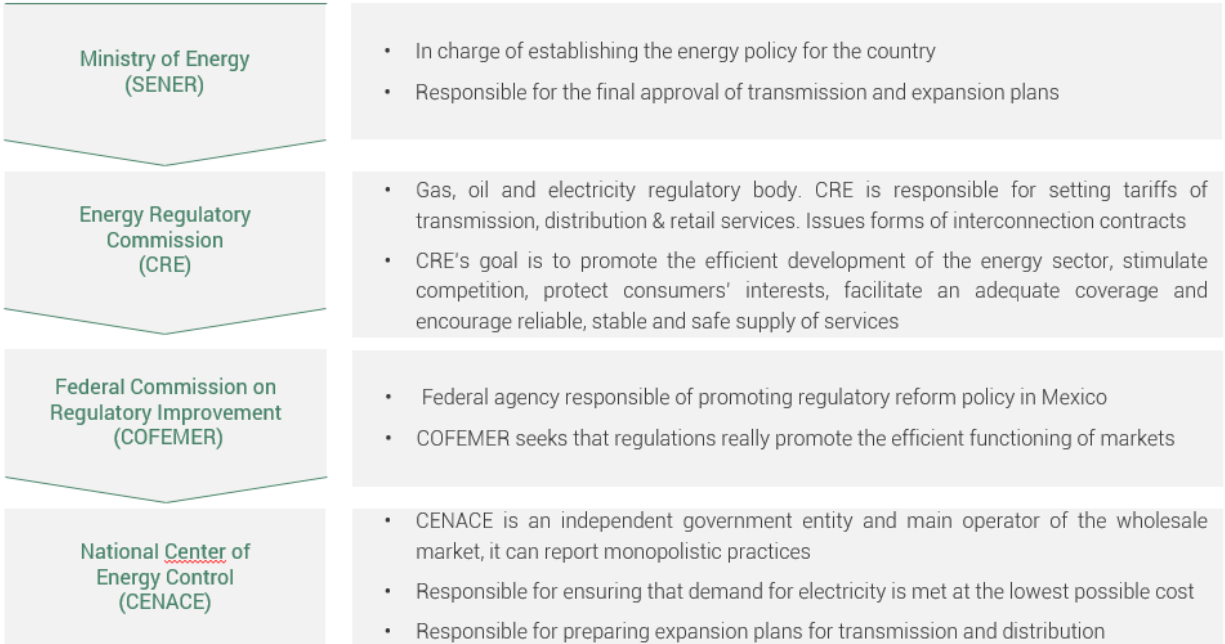 Ministry of Energy
(SENER)
• In charge of establishing the energy policy for the country
• Responsible for the final approval of transmission and expansion plans
Energy Regulatory
Commission
(CRE)
• Gas, oil and electricity regulatory body. CRE is responsible for setting tariffs of
transmission, distribution & retail services. Issues forms of interconnection contracts
• CRE's goal is to promote the efficient development of the energy sector, stimulate
competition, protect consumers' interests, facilitate an adequate coverage and
encourage reliable, stable and safe supply of services
Federal Commission on
Regulatory Improvement
(COFEMER)
• Federal agency responsible of promoting regulatory reform policy in Mexico
• COFEMER seeks that regulations really promote the efficient functioning of markets
National Center of
Energy Control
(CENACE)
• CENACE is an independent government entity and main operator of the wholesale
market, it can report monopolistic practices
• Responsible for ensuring that demand for electricity is met at the lowest possible cost
• Responsible for preparing expansion plans for transmission and distribution